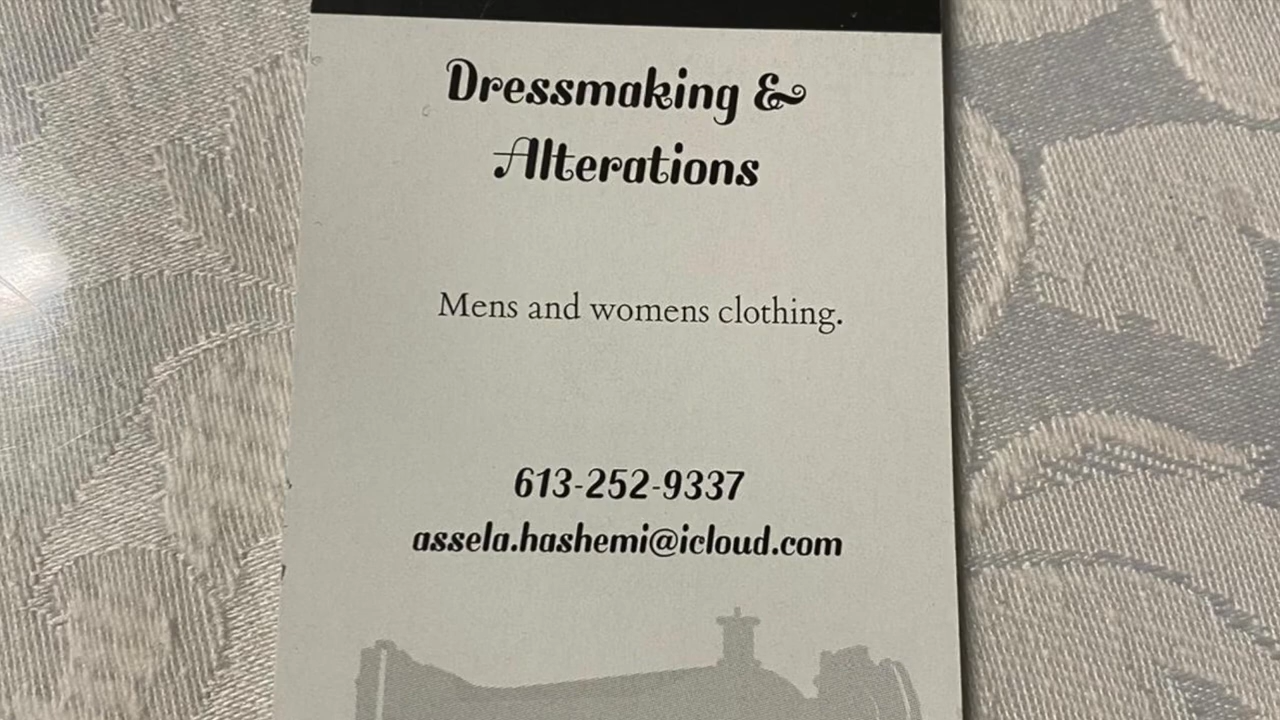 Dressmaking &
Alterations
Mens and womens clothing.
613-252-9337
assela.hashemi@icloud.com